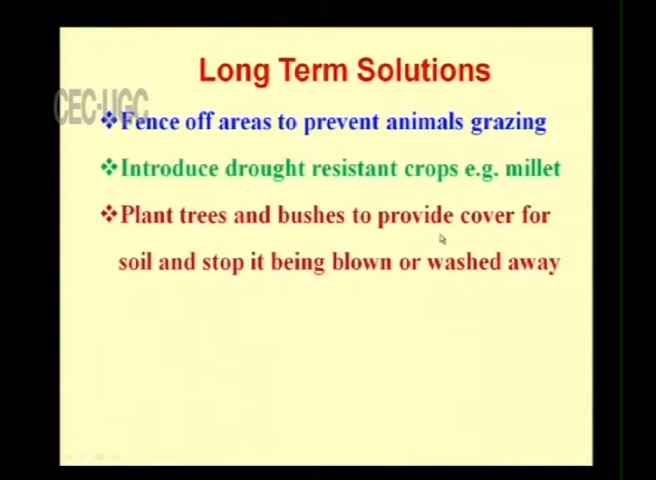 Long Term Solutions
CEC-UGC
❖Fence off areas to prevent animals grazing
❖Introduce drought resistant crops e.g. millet
❖Plant trees and bushes to provide cover for
soil and stop it being blown or washed away